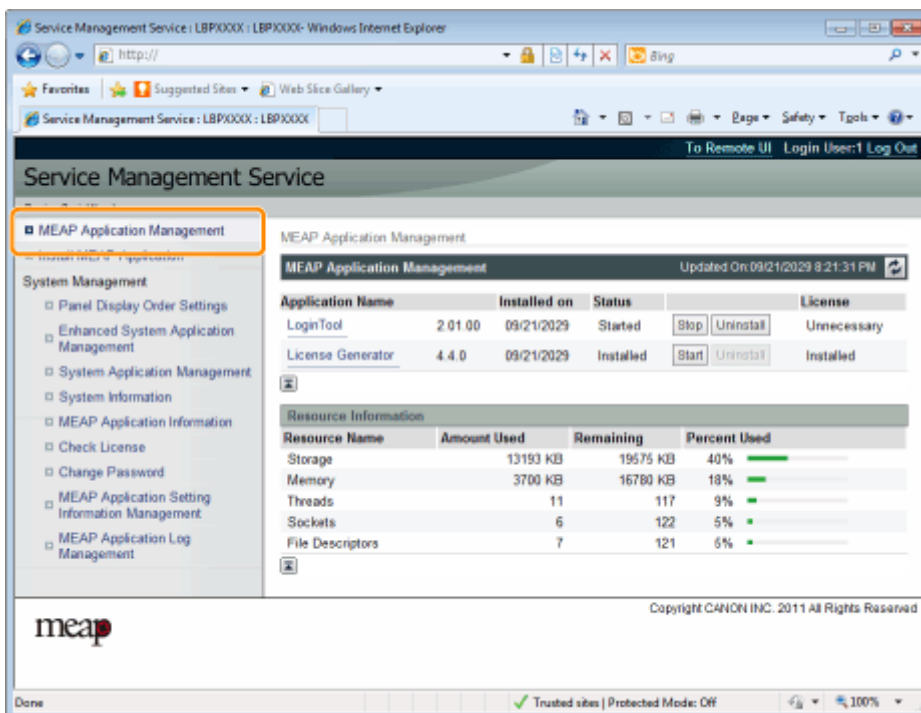 Service Management Service : LBPXXXX : LBPXXXX- Windows Internet Explorer
http://
Bing
Favorites Suggested Sites Web Slice Gallery
Service Management Service : LBPXXXX : LBPXXXX
Page Safety Tools
To Remote UI Login User:1 Log Out
Service Management Service
MEAP Application Management
Install MEAP Application
System Management
Panel Display Order Settings
Enhanced System Application
Management
System Application Management
System Information
MEAP Application Information
Check License
Change Password
MEAP Application Setting
Information Management
MEAP Application Log
Management
MEAP Application Management
MEAP Application Management Updated On:09/21/2029 8:21:31 PM
Application Name Installed on Status License
LoginTool 2.01.00 09/21/2029 Started Stop Uninstall Unnecessary
License Generator 4.4.0 09/21/2029 Installed Start Uninstall Installed
Resource Information
Resource Name Amount Used Remaining Percent Used
Storage 13193 KB 19575 KB 40%
Memory 3700 KB 16780 KB 18%
Threads 11 117 9%
Sockets 6 122 5%
File Descriptors 7 121 6%
Copyright CANON INC. 2011 All Rights Reserved
meap
Done Trusted sites | Protected Mode: Off 100%